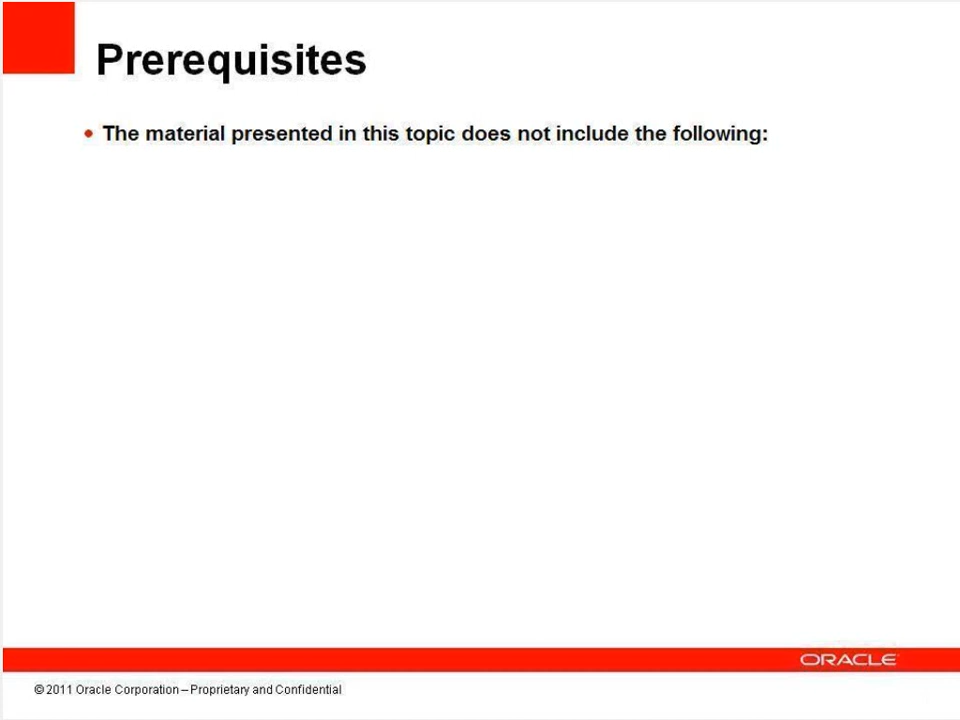 Prerequisites
• The material presented in this topic does not include the following:
ORACLE
© 2011 Oracle Corporation – Proprietary and Confidential